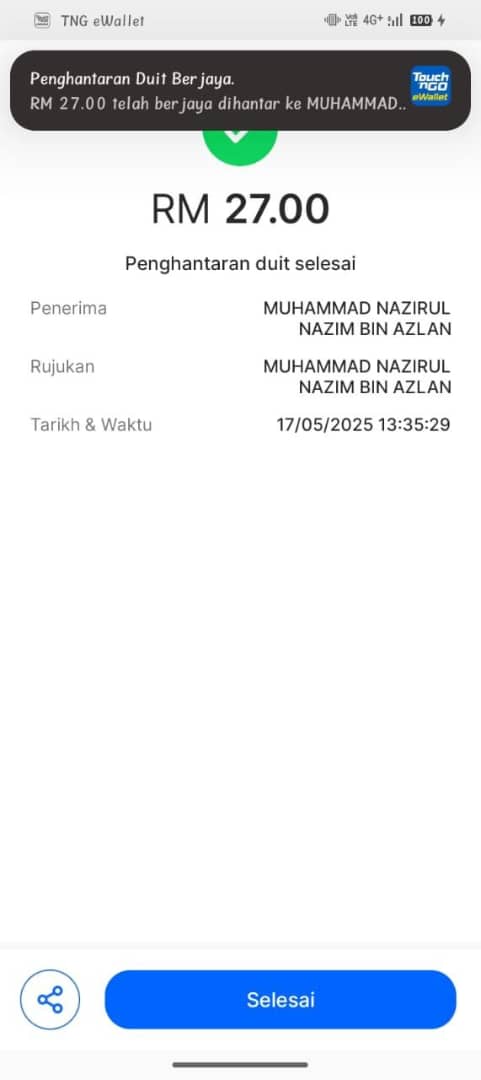 TNG eWallet
VoLTE 4G+ 100
Penghantaran Duit Berjaya.
RM 27.00 telah berjaya dihantar ke MUHAMMAD..
Touch
'nGO
eWallet
RM 27.00
Penghantaran duit selesai
Penerima MUHAMMAD NAZIRUL
NAZIM BIN AZLAN
Rujukan MUHAMMAD NAZIRUL
NAZIM BIN AZLAN
Tarikh & Waktu 17/05/2025 13:35:29
Selesai